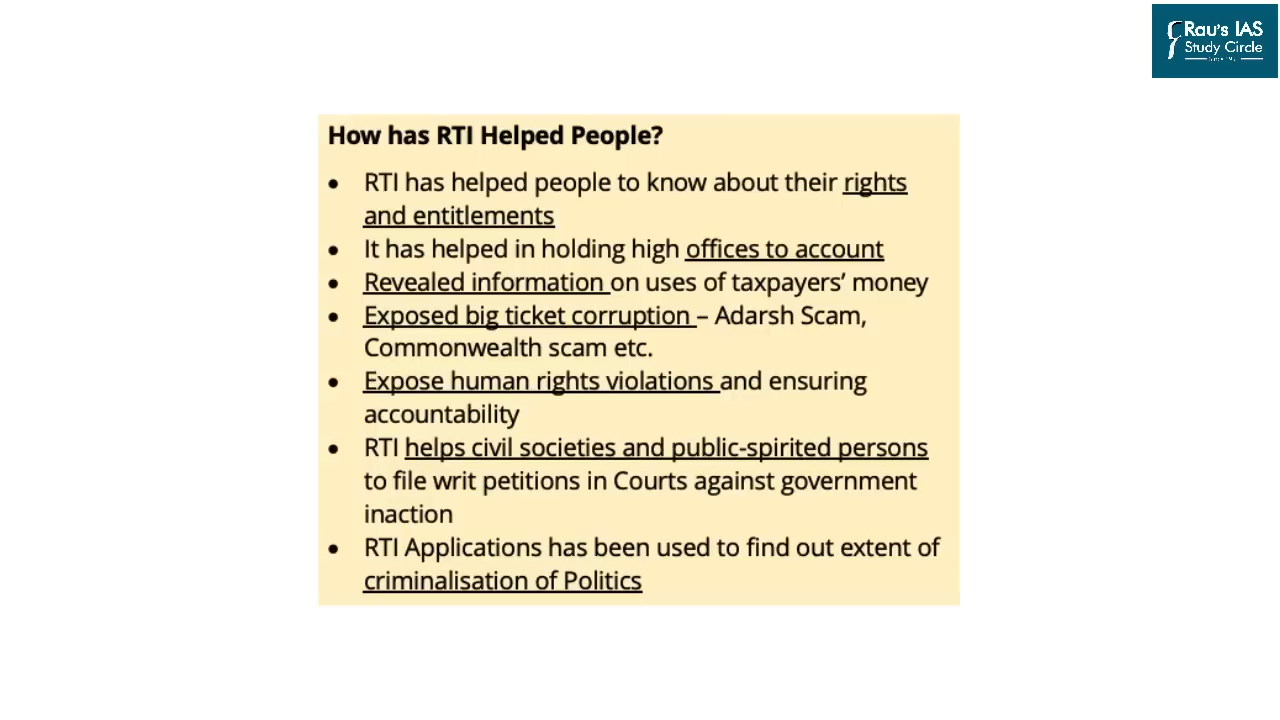 Rau's IAS
Study Circle
How has RTI Helped People?
• RTI has helped people to know about their rights
and entitlements
• It has helped in holding high offices to account
• Revealed information on uses of taxpayers’ money
• Exposed big ticket corruption – Adarsh Scam,
Commonwealth scam etc.
• Expose human rights violations and ensuring
accountability
• RTI helps civil societies and public-spirited persons
to file writ petitions in Courts against government
inaction
• RTI Applications has been used to find out extent of
criminalisation of Politics